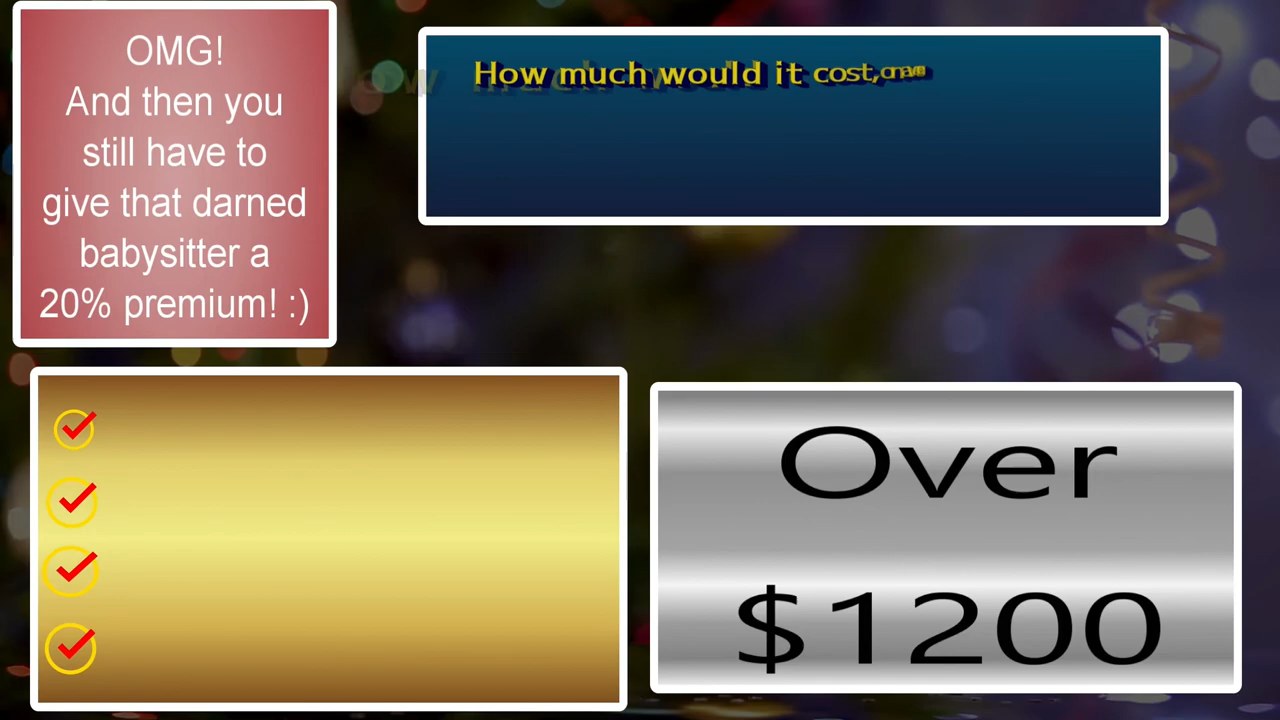 OMG!
And then you
still have to
give that darned
babysitter a
20% premium! :)
How much would it cost,
Over
$1200